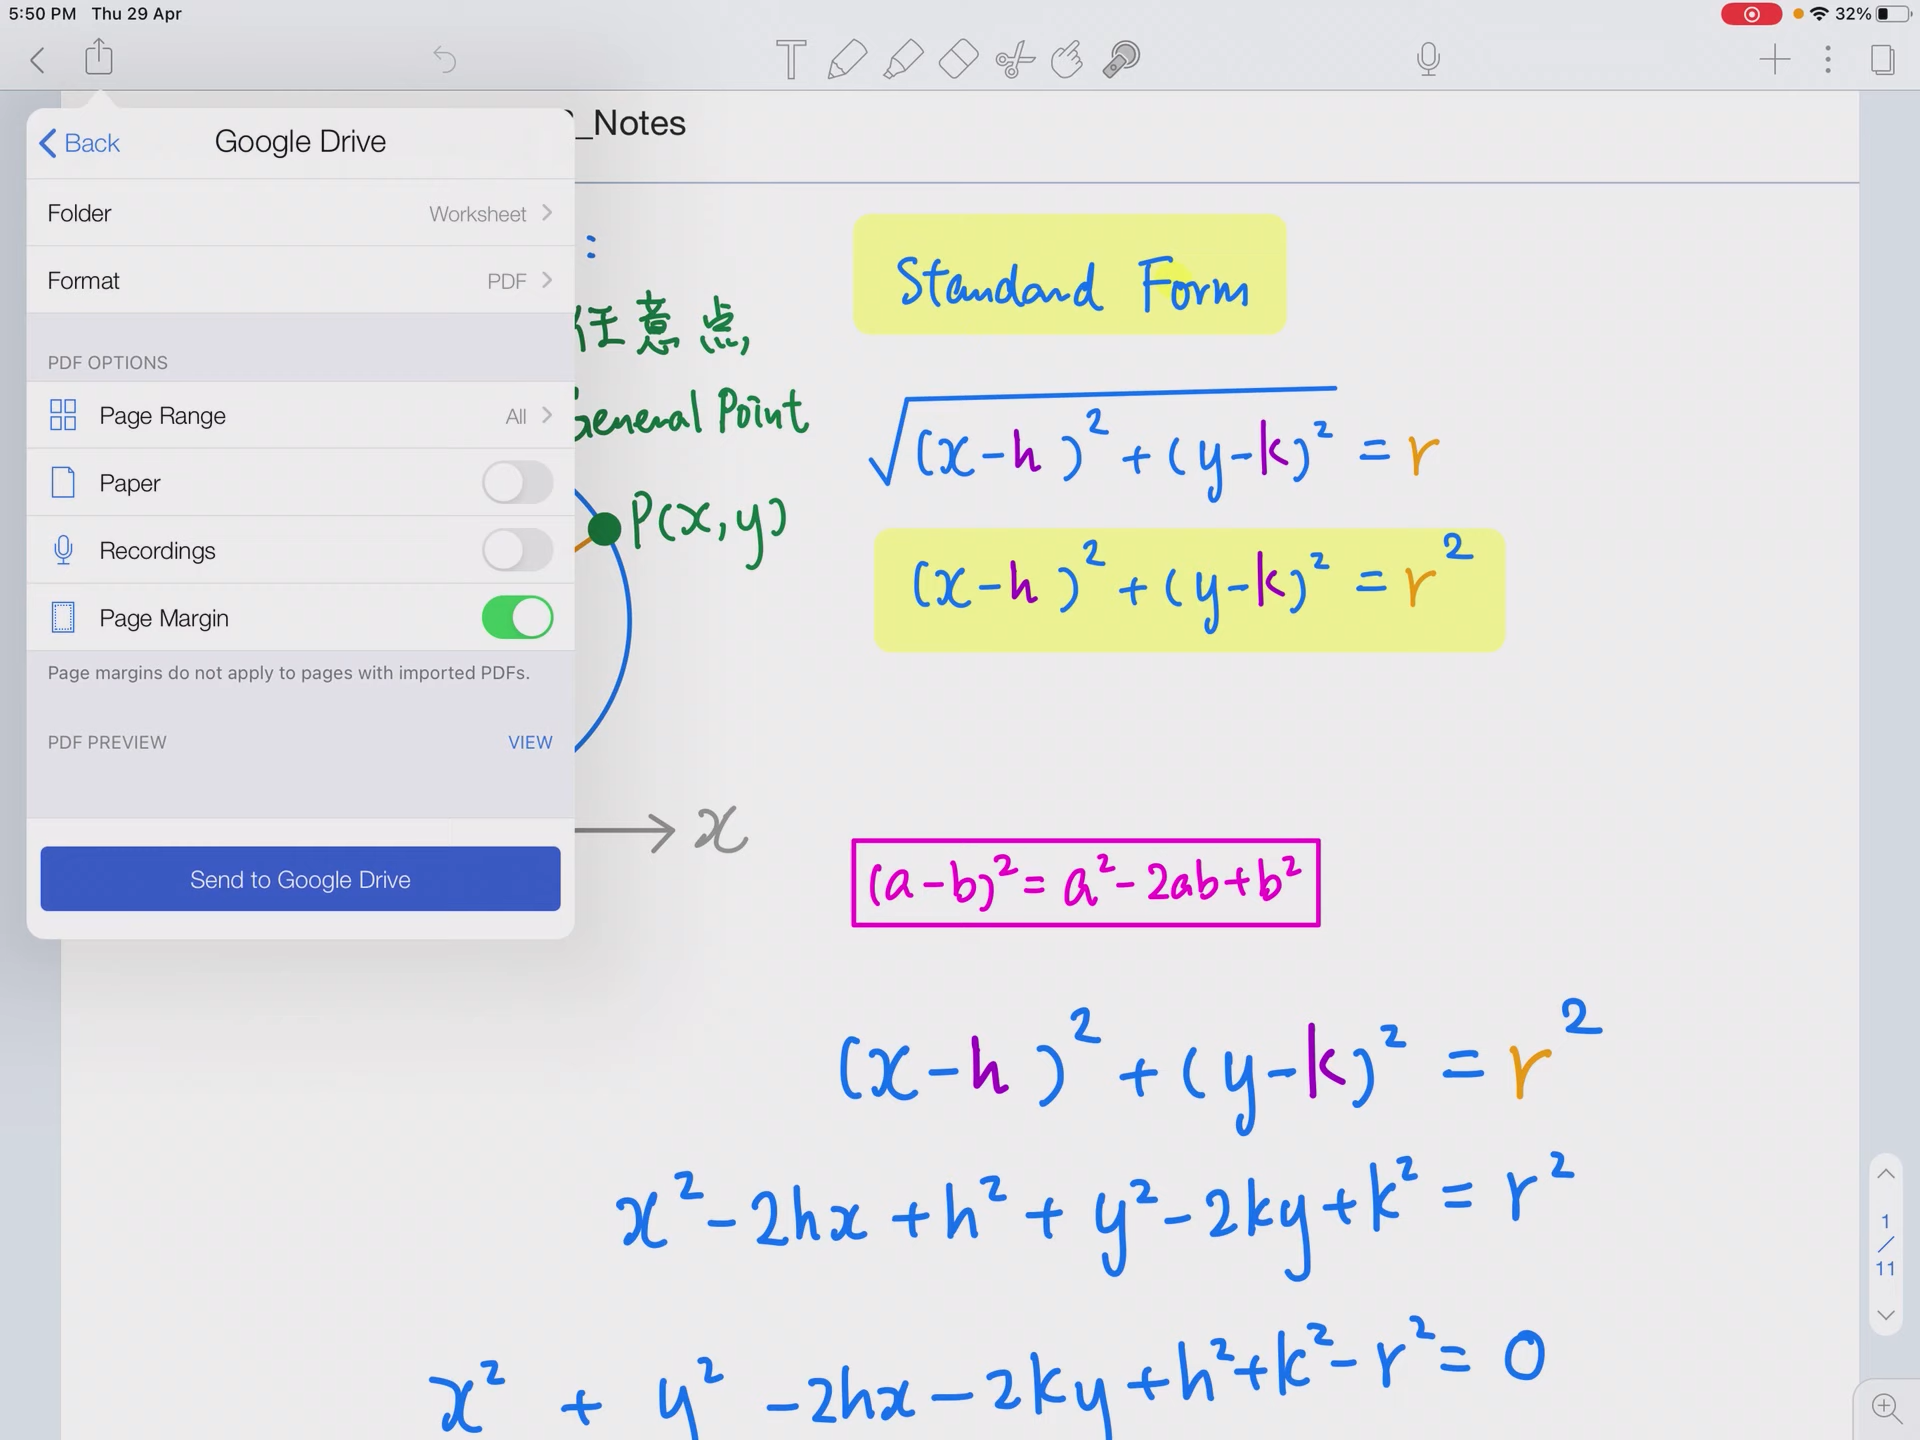 5:50 PM Thu 29 Apr
32%
Back
Google Drive
Folder
Worksheet
Format
PDF
PDF OPTIONS
Page Range
All
Paper
Recordings
Page Margin
Page margins do not apply to pages with imported PDFs.
PDF PREVIEW
VIEW
Send to Google Drive
_Notes
:
任意点,
General Point
P(x,y)
x
Standard Form
√(x-h)² + (y-k)² = r
(x-h)² + (y-k)² = r²
(a-b)² = a² - 2ab + b²
(x-h)² + (y-k)² = r²
x² - 2hx + h² + y² - 2ky + k² = r²
x² + y² - 2hx - 2ky + h² + k² - r² = 0
1
/
11